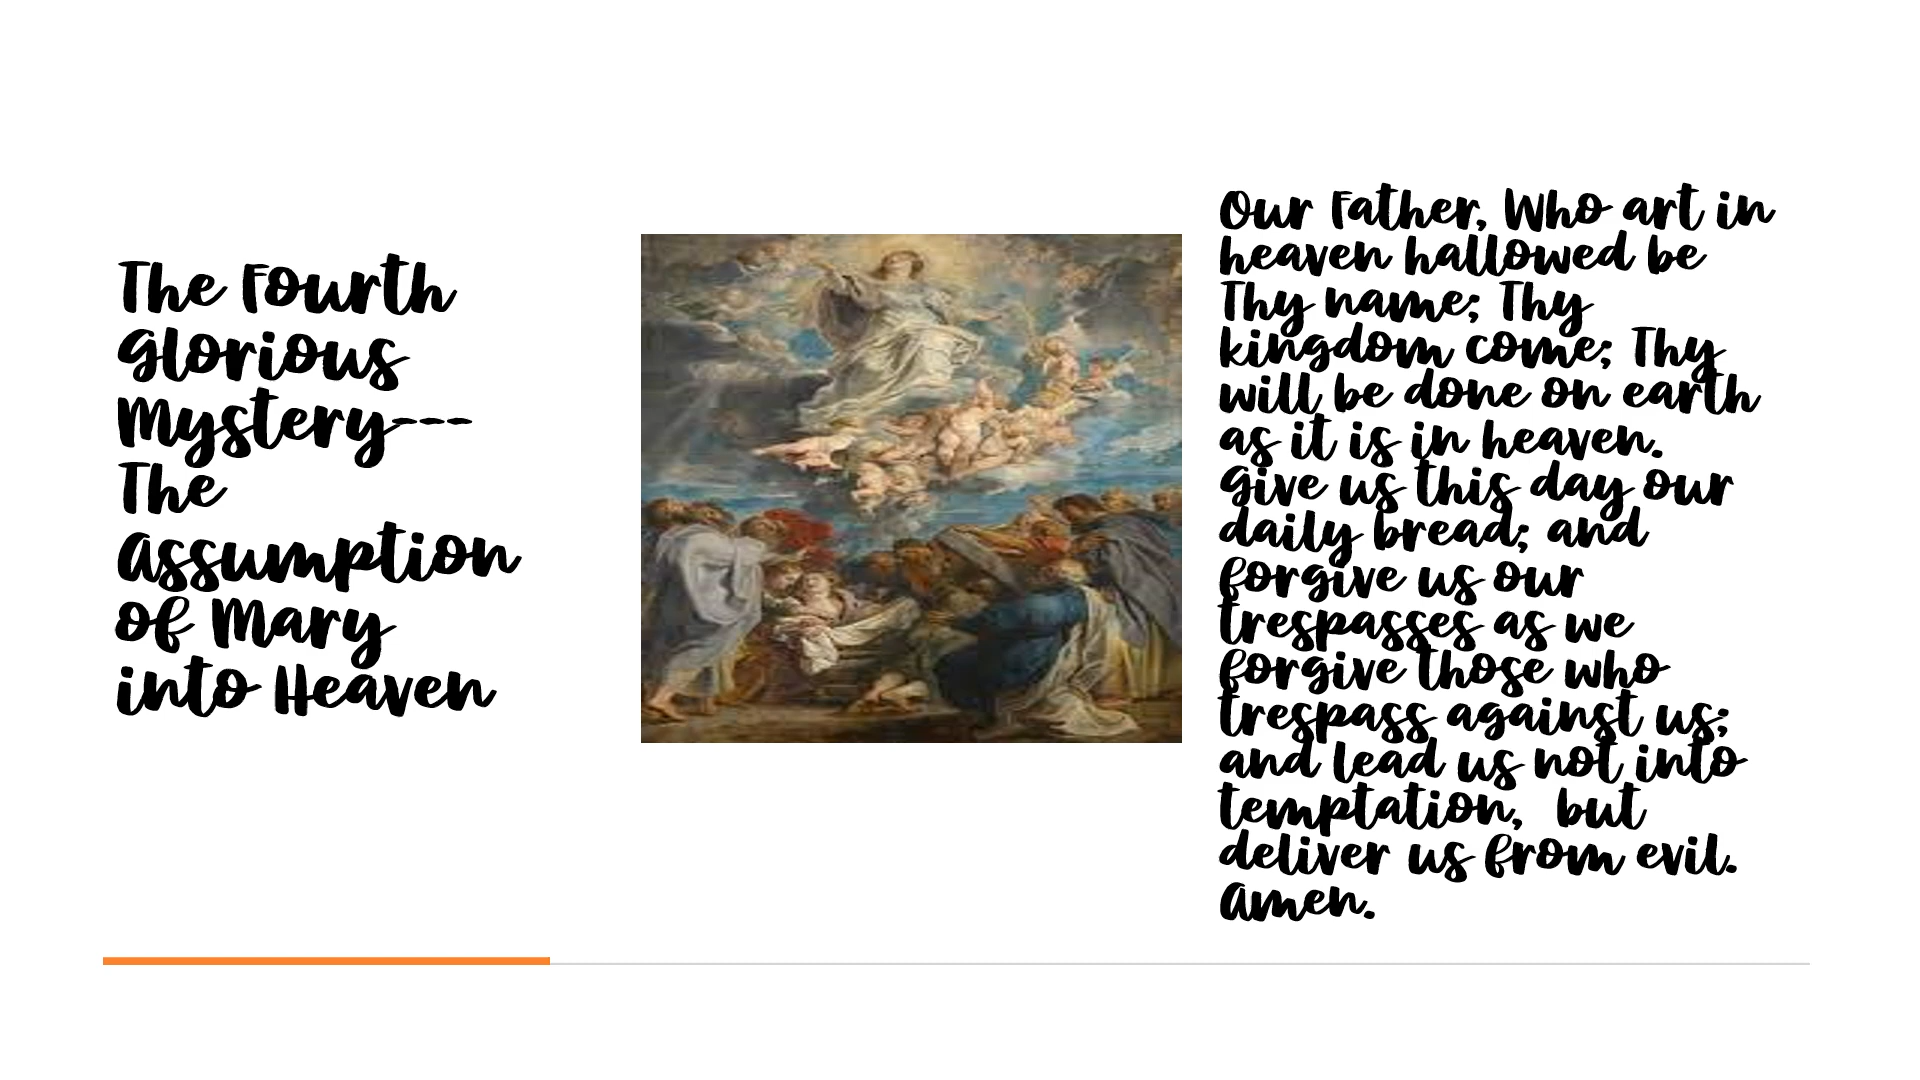 The Fourth
Glorious
Mystery---
The
Assumption
of Mary
into Heaven
Our Father, Who art in
heaven hallowed be
Thy name; Thy
kingdom come; Thy
will be done on earth
as it is in heaven.
Give us this day our
daily bread; and
forgive us our
trespasses as we
forgive those who
trespass against us;
and lead us not into
temptation,  but
deliver us from evil.
Amen.